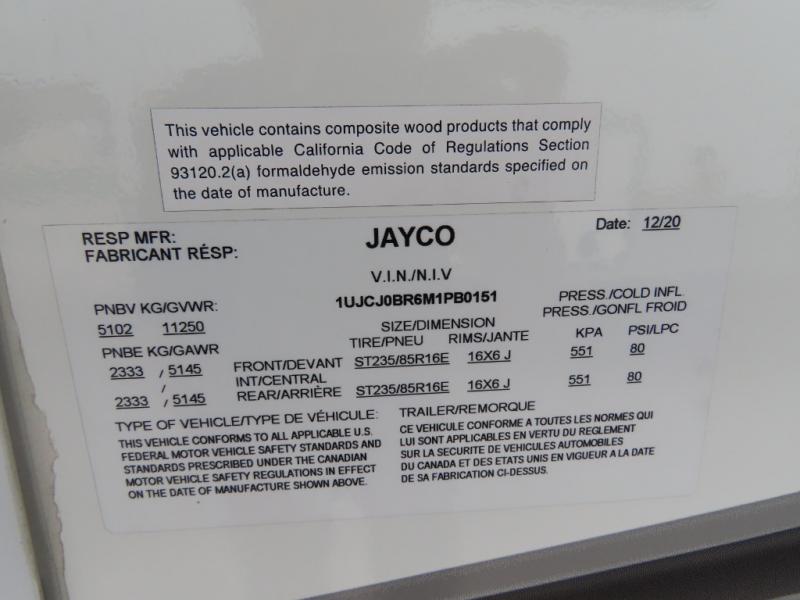 This vehicle contains composite wood products that comply
with applicable California Code of Regulations Section
93120.2(a) formaldehyde emission standards specified on
the date of manufacture.
RESP MFR: JAYCO Date: 12/20
FABRICANT RÉSP:
V.I.N./N.I.V
1UJCJ0BR6M1PB0151
PNBV KG/GVWR: PRESS./COLD INFL.
5102 11250 SIZE/DIMENSION PRESS./GONFL FROID
PNBE KG/GAWR TIRE/PNEU RIMS/JANTE KPA PSI/LPC
2333 / 5145 FRONT/DEVANT ST235/85R16E 16X6 J 551 80
/ INT/CENTRAL
2333 / 5145 REAR/ARRIÈRE ST235/85R16E 16X6 J 551 80
TYPE OF VEHICLE/TYPE DE VÉHICULE: TRAILER/REMORQUE
THIS VEHICLE CONFORMS TO ALL APPLICABLE U.S.
FEDERAL MOTOR VEHICLE SAFETY STANDARDS AND
STANDARDS PRESCRIBED UNDER THE CANADIAN
MOTOR VEHICLE SAFETY REGULATIONS IN EFFECT
ON THE DATE OF MANUFACTURE SHOWN ABOVE.
CE VEHICULE CONFORME A TOUTES LES NORMES QUI
LUI SONT APPLICABLES EN VERTU DU REGLEMENT
SUR LA SECURITE DE VEHICULES AUTOMOBILES
DU CANADA ET DES ETATS UNIS EN VIGUEUR A LA DATE
DE SA FABRICATION CI-DESSUS.